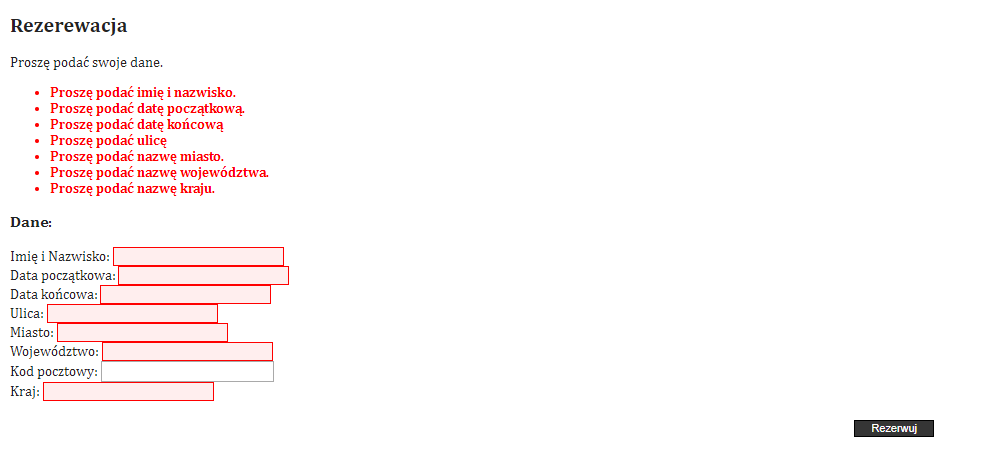 Rezerewacja
Proszę podać swoje dane.
Proszę podać imię i nazwisko.
Proszę podać datę początkową.
Proszę podać datę końcową
Proszę podać ulicę
Proszę podać nazwę miasto.
Proszę podać nazwę województwa.
Proszę podać nazwę kraju.
Dane:
Imię i Nazwisko:
Data początkowa:
Data końcowa:
Ulica:
Miasto:
Województwo:
Kod pocztowy:
Kraj:
Rezerwuj